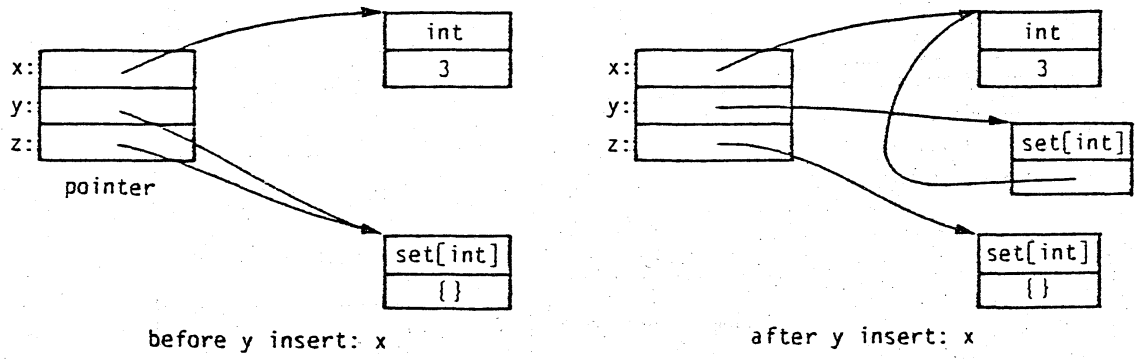 int
3
x:
y:
z:
pointer
set[int]
{}
before y insert: x
int
3
x:
y:
z:
set[int]
set[int]
{}
after y insert: x